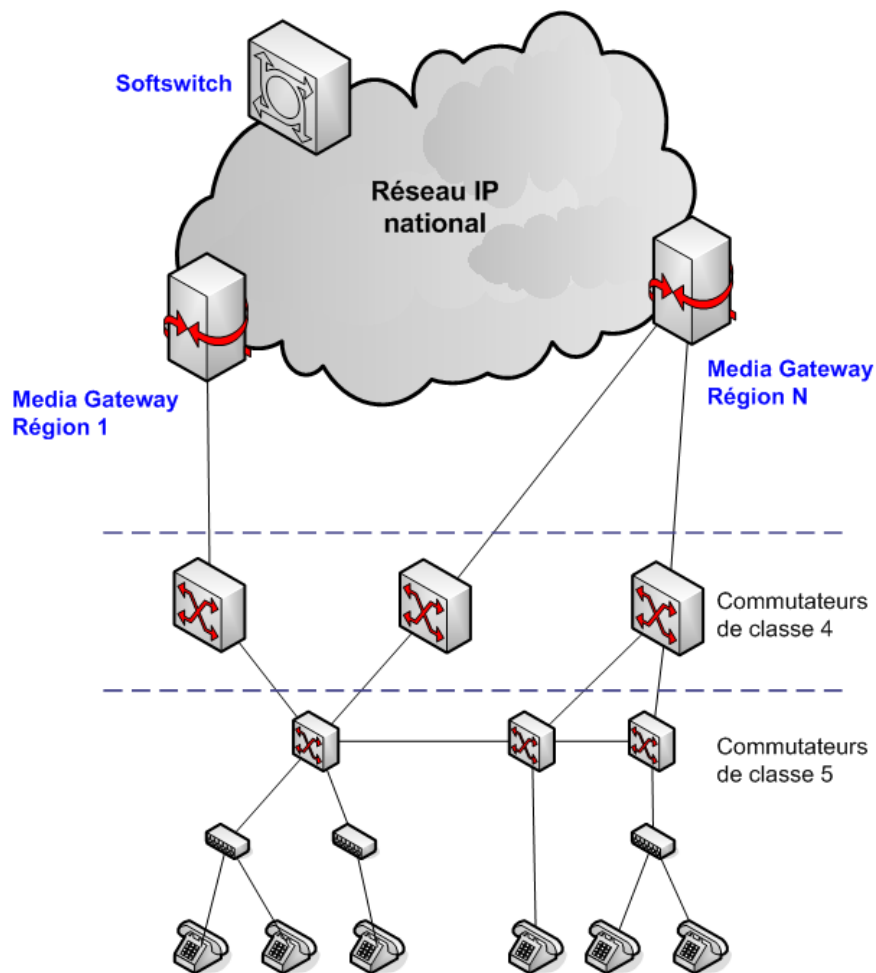 Softswitch
Réseau IP
national
Media Gateway
Région 1
Media Gateway
Région N
Commutateurs
de classe 4
Commutateurs
de classe 5